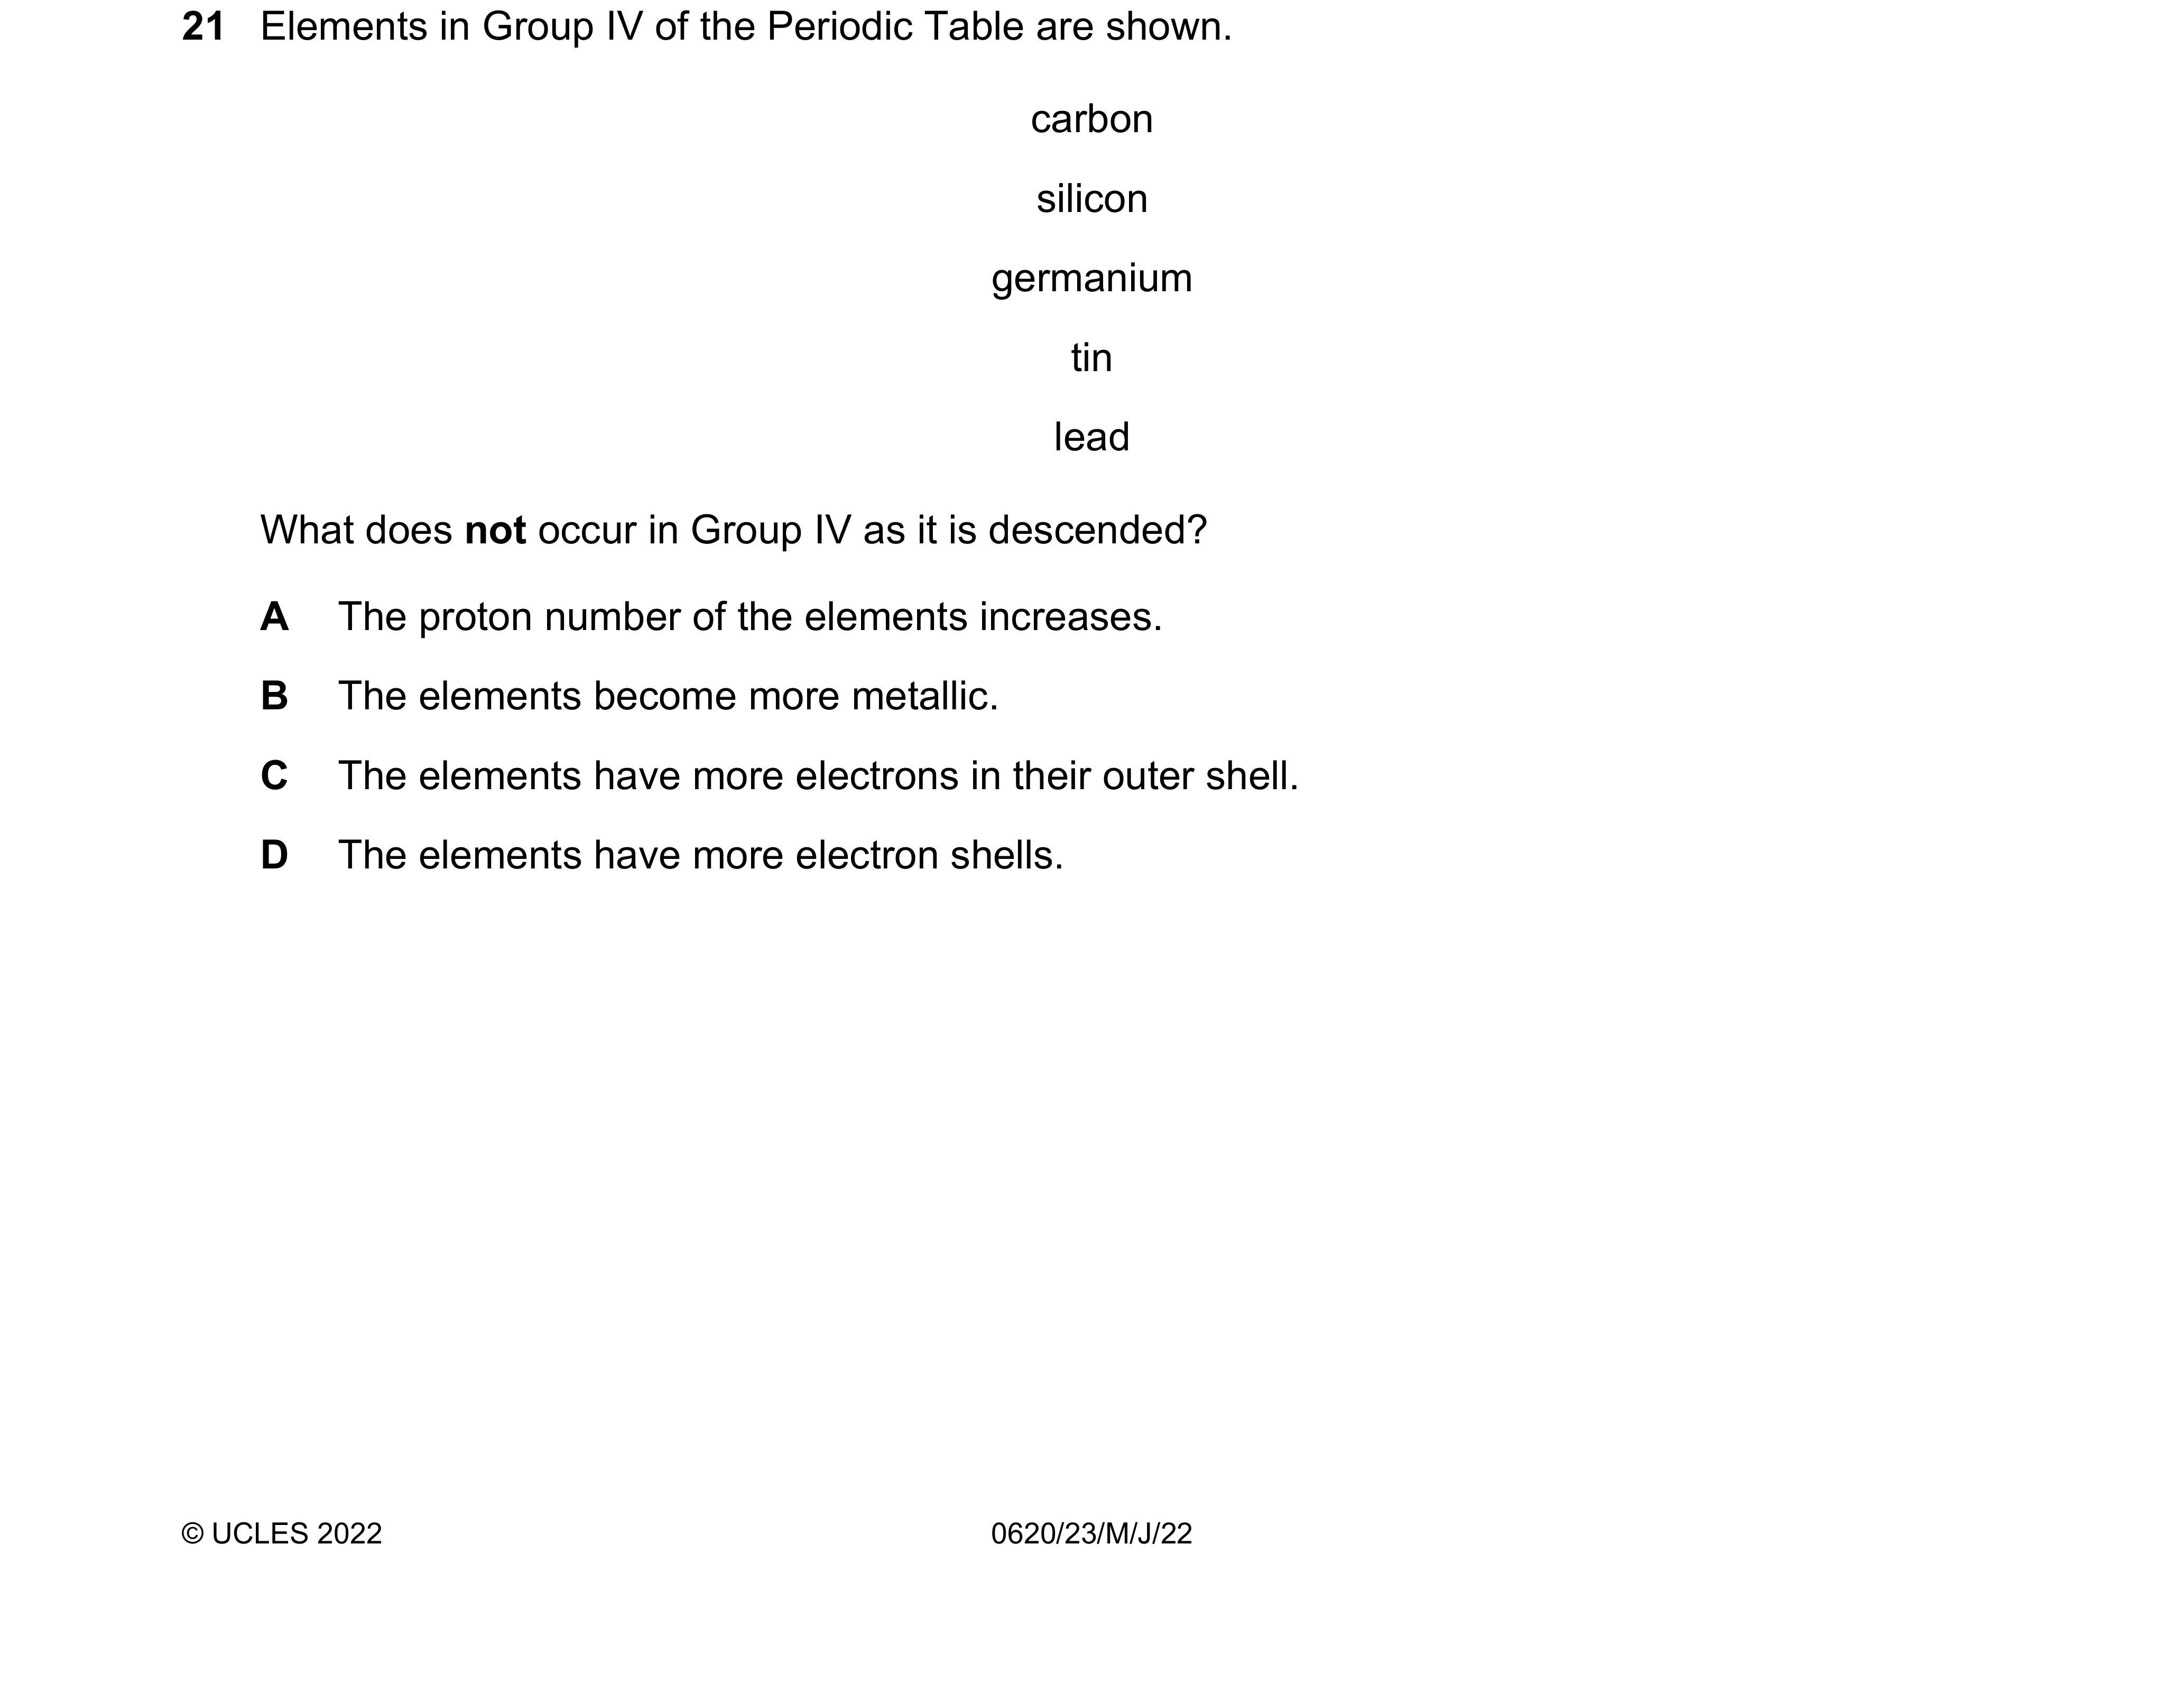 21 Elements in Group IV of the Periodic Table are shown.
carbon
silicon
germanium
tin
lead
What does not occur in Group IV as it is descended?
A The proton number of the elements increases.
B The elements become more metallic.
C The elements have more electrons in their outer shell.
D The elements have more electron shells.
© UCLES 2022 0620/23/M/J/22